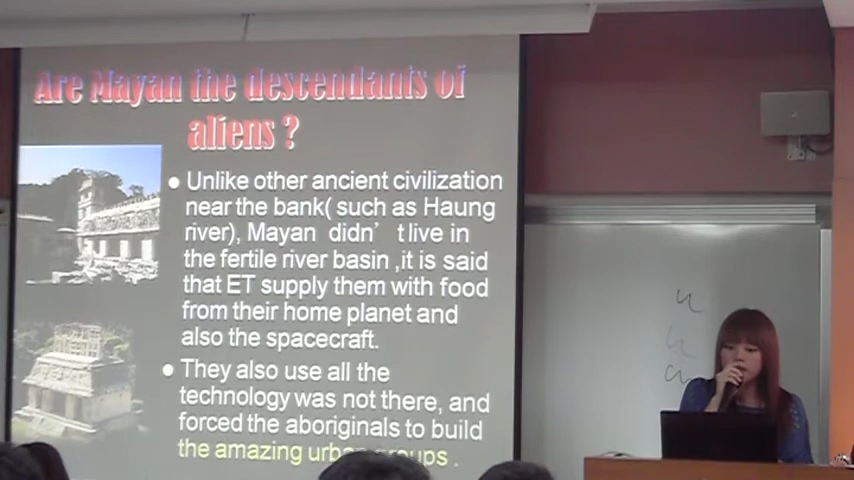 Are Mayan the descendants of
aliens ?
● Unlike other ancient civilization
near the bank( such as Haung
river), Mayan didn' t live in
the fertile river basin ,it is said
that ET supply them with food
from their home planet and
also the spacecraft.
● They also use all the
technology was not there, and
forced the aboriginals to build
the amazing urban groups .